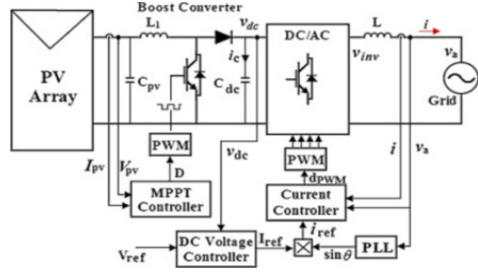 Boost Converter
L1
vdc
DC/AC
L
i
PV
Array
ic
vinv
va
Cpv
Cdc
Grid
PWM
vdc
PWM
i
va
Ipv
Vpv
D
dPWM
MPPT
Controller
Current
Controller
iref
Vref
DC Voltage
Controller
Iref
sinθ
PLL